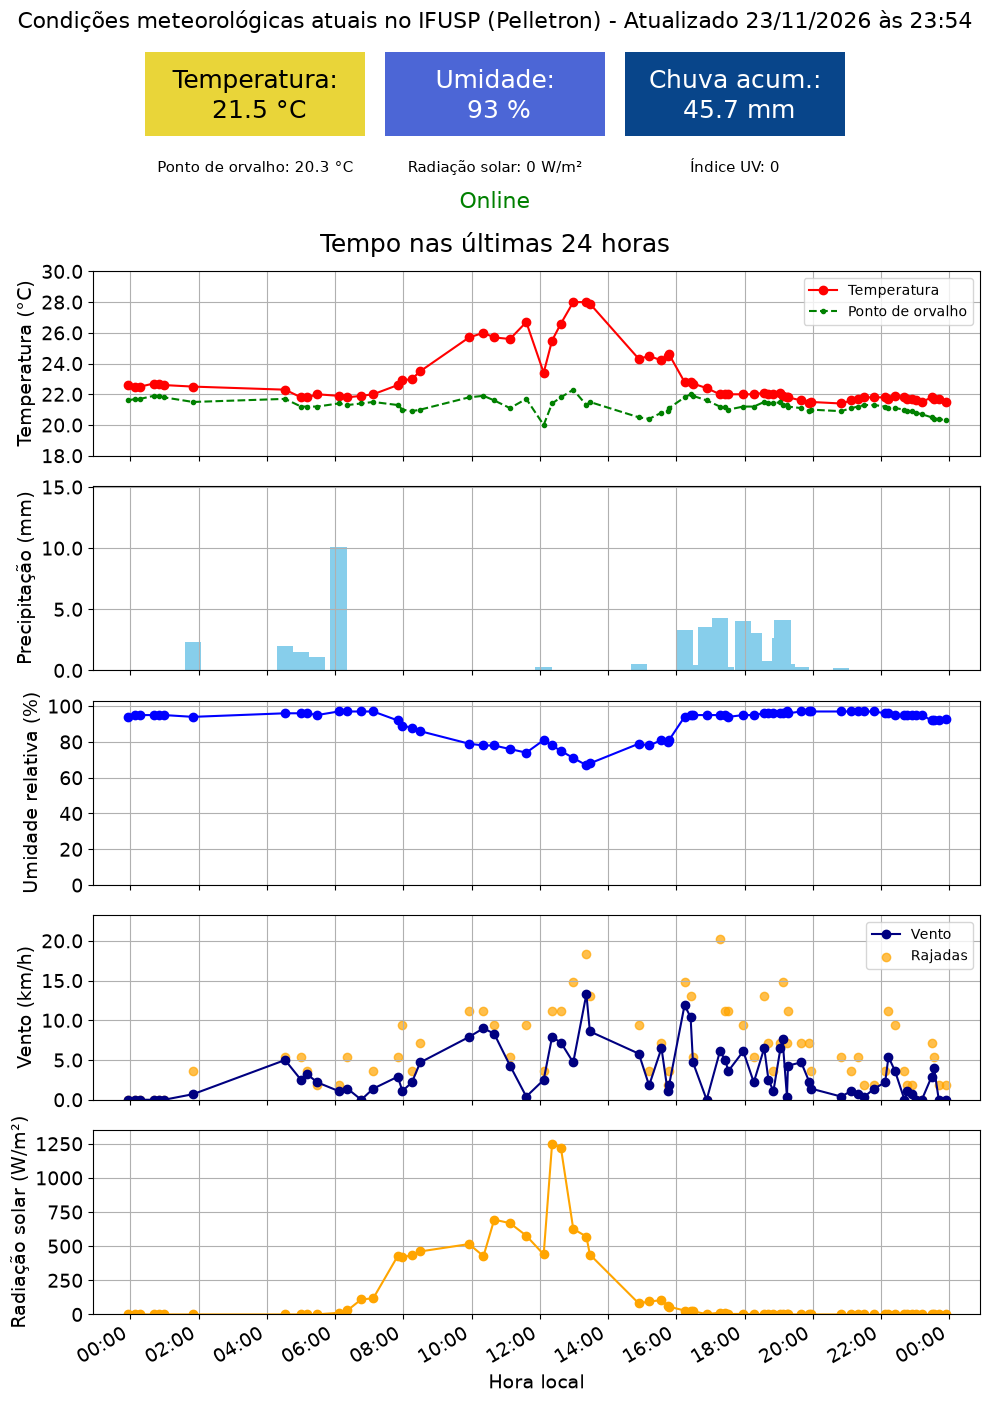 Condições meteorológicas atuais no IFUSP (Pelletron) - Atualizado 23/11/2026 às 23:54
Temperatura:
21.5 °C
Umidade:
93 %
Chuva acum.:
45.7 mm
Ponto de orvalho: 20.3 °C
Radiação solar: 0 W/m²
Índice UV: 0
Online
Tempo nas últimas 24 horas
Temperatura (°C)
30.0
28.0
26.0
24.0
22.0
20.0
18.0
Temperatura
Ponto de orvalho
Precipitação (mm)
15.0
10.0
5.0
0.0
Umidade relativa (%)
100
80
60
40
20
0
Vento (km/h)
20.0
15.0
10.0
5.0
0.0
Vento
Rajadas
Radiação solar (W/m²)
1250
1000
750
500
250
0
00:00
02:00
04:00
06:00
08:00
10:00
12:00
14:00
16:00
18:00
20:00
22:00
00:00
Hora local